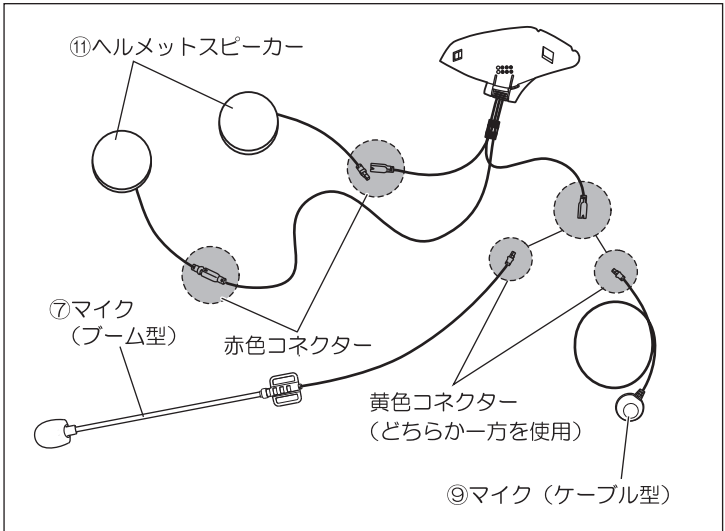 ⑪ヘルメットスピーカー
⑦マイク
（ブーム型）
赤色コネクター
黄色コネクター
（どちらか一方を使用）
⑨マイク（ケーブル型）